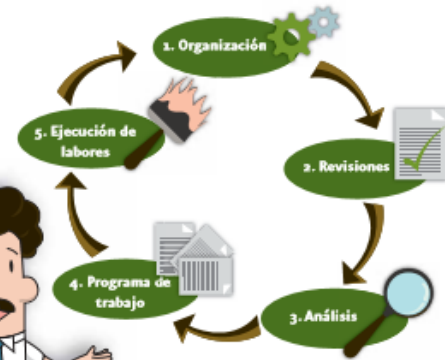 1. Organización
2. Revisiones
3. Análisis
4. Programa de
trabajo
5. Ejecución de
labores